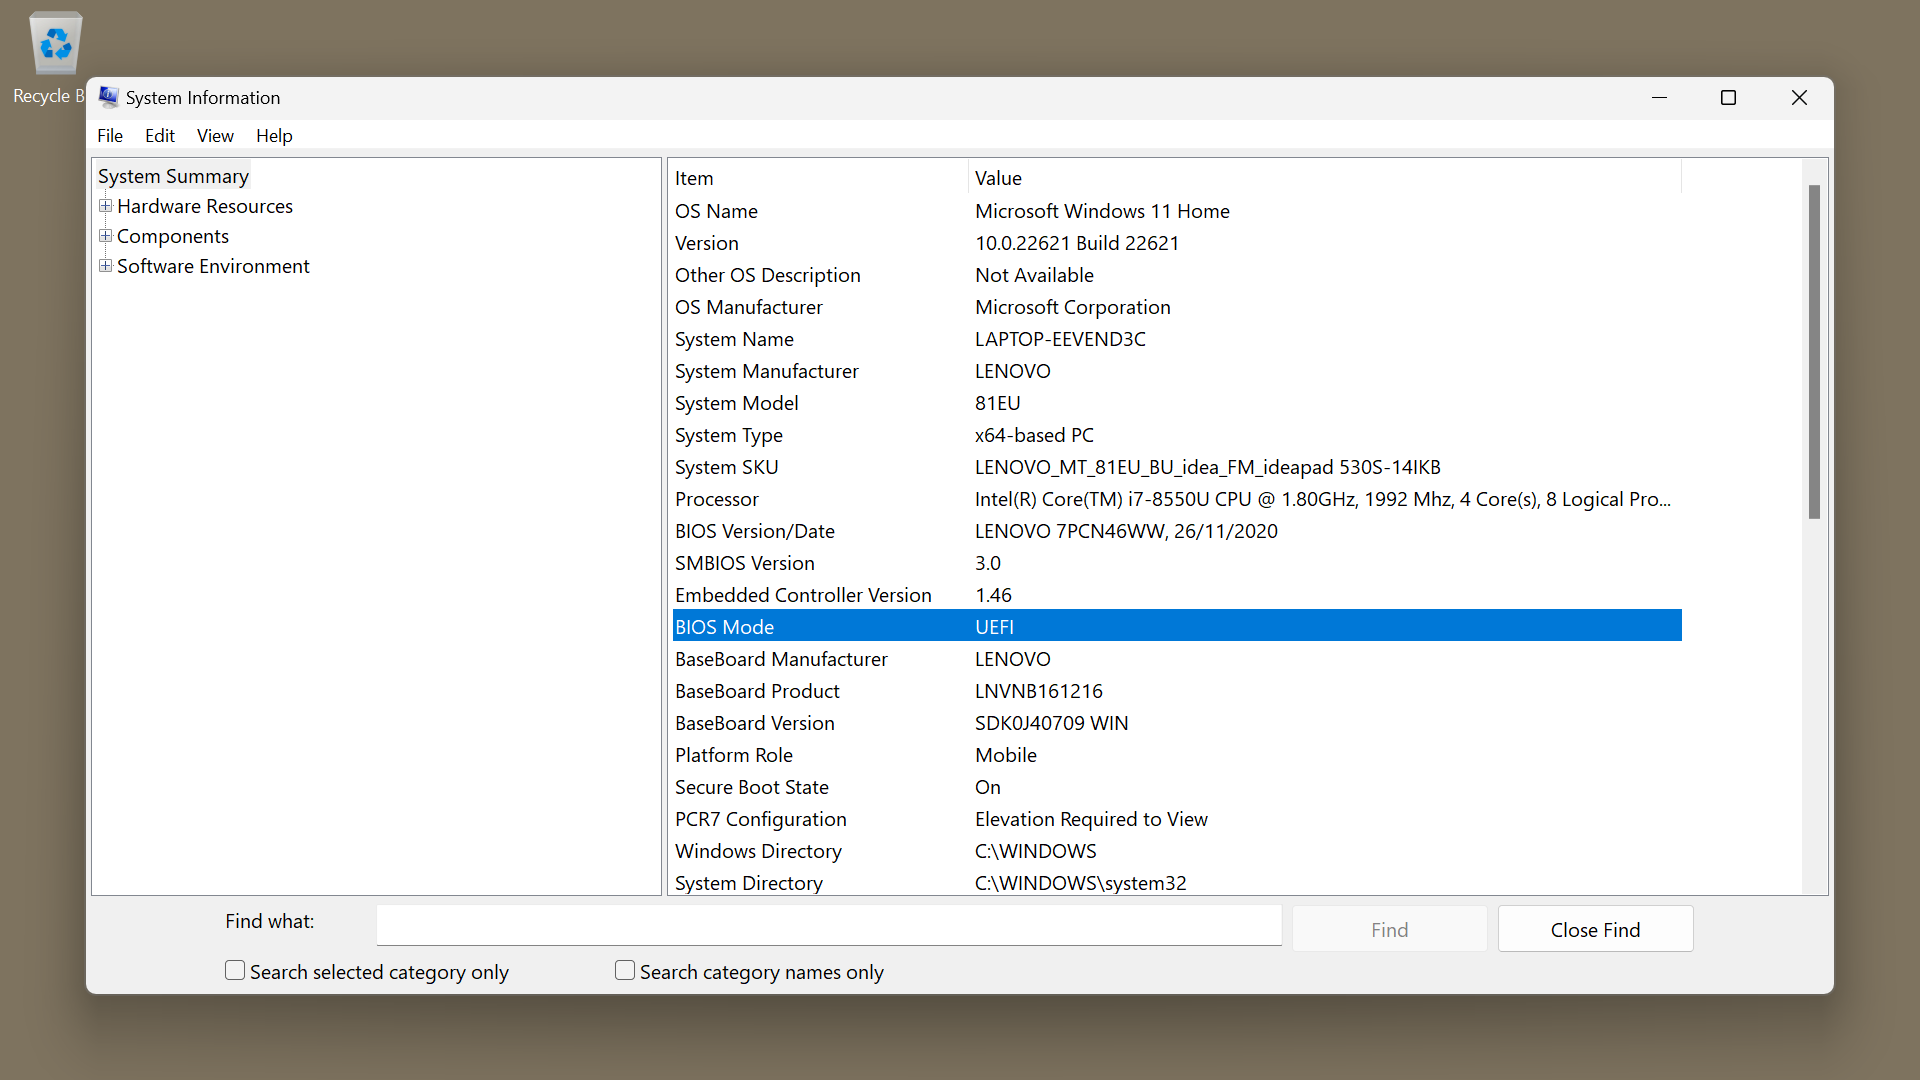 Recycle B
System Information
File Edit View Help
System Summary
Hardware Resources
Components
Software Environment
Item Value
OS Name Microsoft Windows 11 Home
Version 10.0.22621 Build 22621
Other OS Description Not Available
OS Manufacturer Microsoft Corporation
System Name LAPTOP-EEVEND3C
System Manufacturer LENOVO
System Model 81EU
System Type x64-based PC
System SKU LENOVO_MT_81EU_BU_idea_FM_ideapad 530S-14IKB
Processor Intel(R) Core(TM) i7-8550U CPU @ 1.80GHz, 1992 Mhz, 4 Core(s), 8 Logical Pro...
BIOS Version/Date LENOVO 7PCN46WW, 26/11/2020
SMBIOS Version 3.0
Embedded Controller Version 1.46
BIOS Mode UEFI
BaseBoard Manufacturer LENOVO
BaseBoard Product LNVNB161216
BaseBoard Version SDK0J40709 WIN
Platform Role Mobile
Secure Boot State On
PCR7 Configuration Elevation Required to View
Windows Directory C:\WINDOWS
System Directory C:\WINDOWS\system32
Find what: Find Close Find
Search selected category only Search category names only